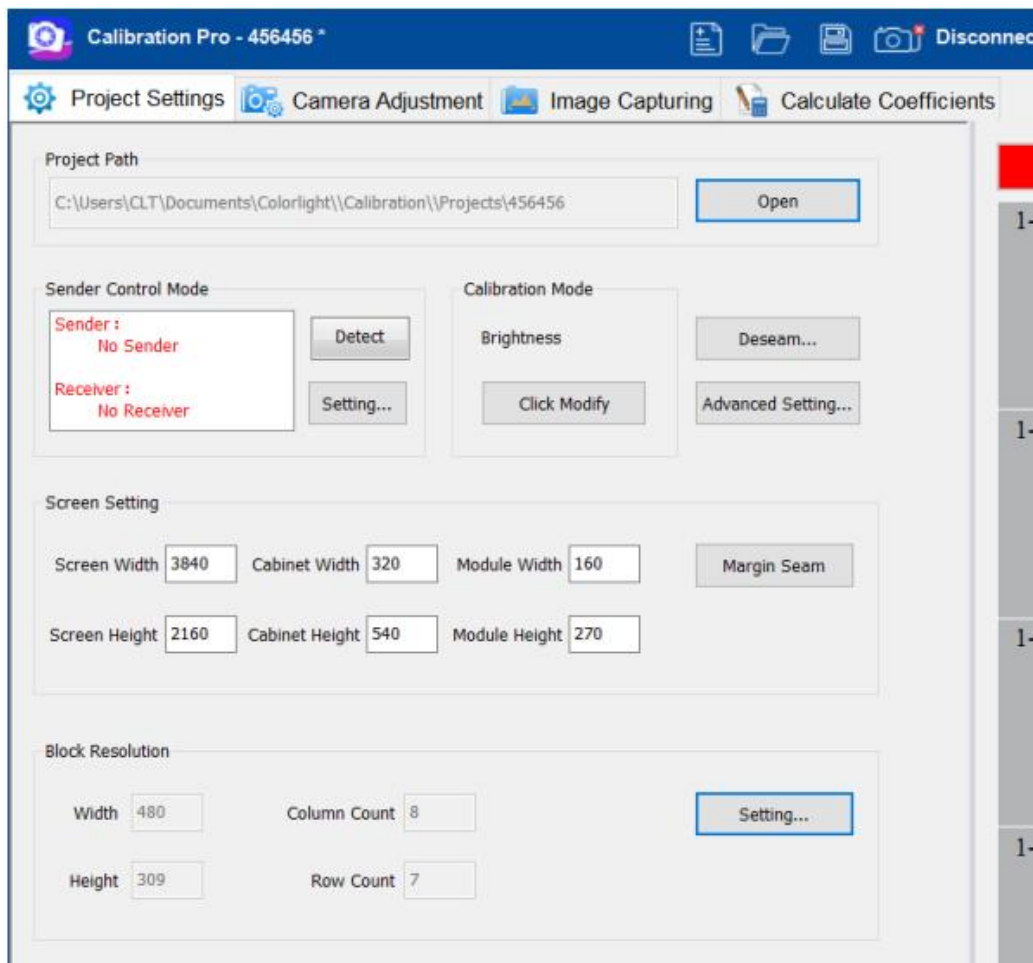 Calibration Pro - 456456 * Disconnec
Project Settings Camera Adjustment Image Capturing Calculate Coefficients
Project Path
C:\Users\CLT\Documents\Colorlight\\Calibration\\Projects\456456 Open
1-
Sender Control Mode Calibration Mode
Sender:
No Sender Detect Brightness Deseam...
Receiver:
No Receiver Setting... Click Modify Advanced Setting...
1-
Screen Setting
Screen Width 3840 Cabinet Width 320 Module Width 160 Margin Seam
Screen Height 2160 Cabinet Height 540 Module Height 270
1-
Block Resolution
Width 480 Column Count 8 Setting...
1-
Height 309 Row Count 7